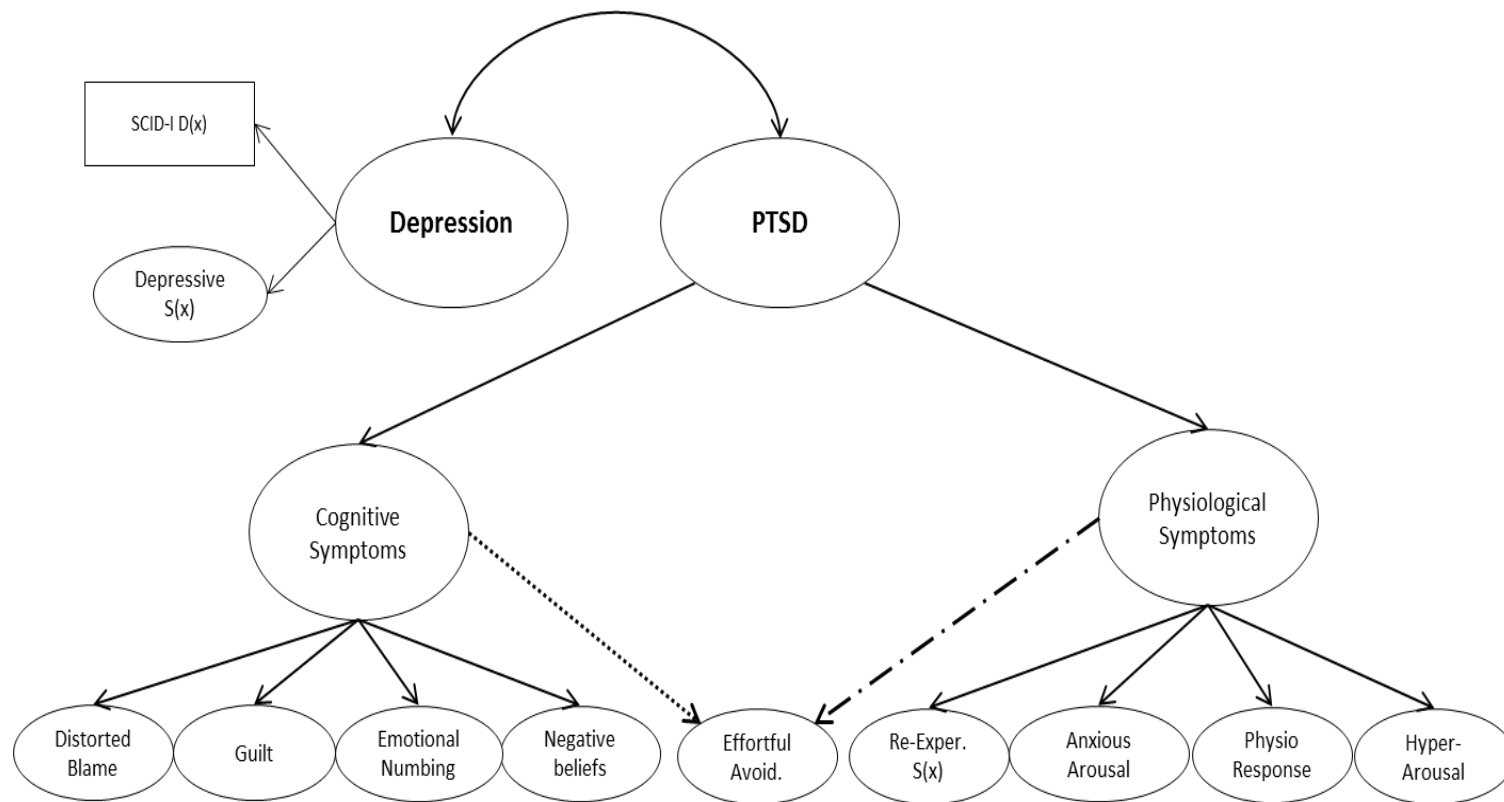 SCID-I D(x)
Depression
PTSD
Depressive
S(x)
Cognitive
Symptoms
Physiological
Symptoms
Distorted
Blame
Guilt
Emotional
Numbing
Negative
beliefs
Effortful
Avoid.
Re-Exper.
S(x)
Anxious
Arousal
Physio
Response
Hyper-
Arousal